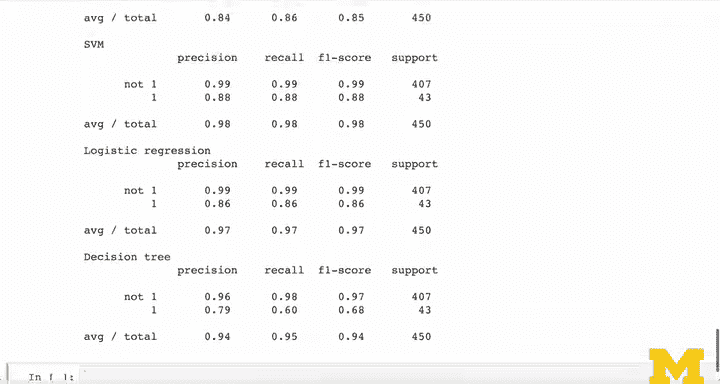 avg / total 0.84 0.86 0.85 450
SVM
precision recall f1-score support
not 1 0.99 0.99 0.99 407
1 0.88 0.88 0.88 43
avg / total 0.98 0.98 0.98 450
Logistic regression
precision recall f1-score support
not 1 0.99 0.99 0.99 407
1 0.86 0.86 0.86 43
avg / total 0.97 0.97 0.97 450
Decision tree
precision recall f1-score support
not 1 0.96 0.98 0.97 407
1 0.79 0.60 0.68 43
avg / total 0.94 0.95 0.94 450
In [ ]:
M